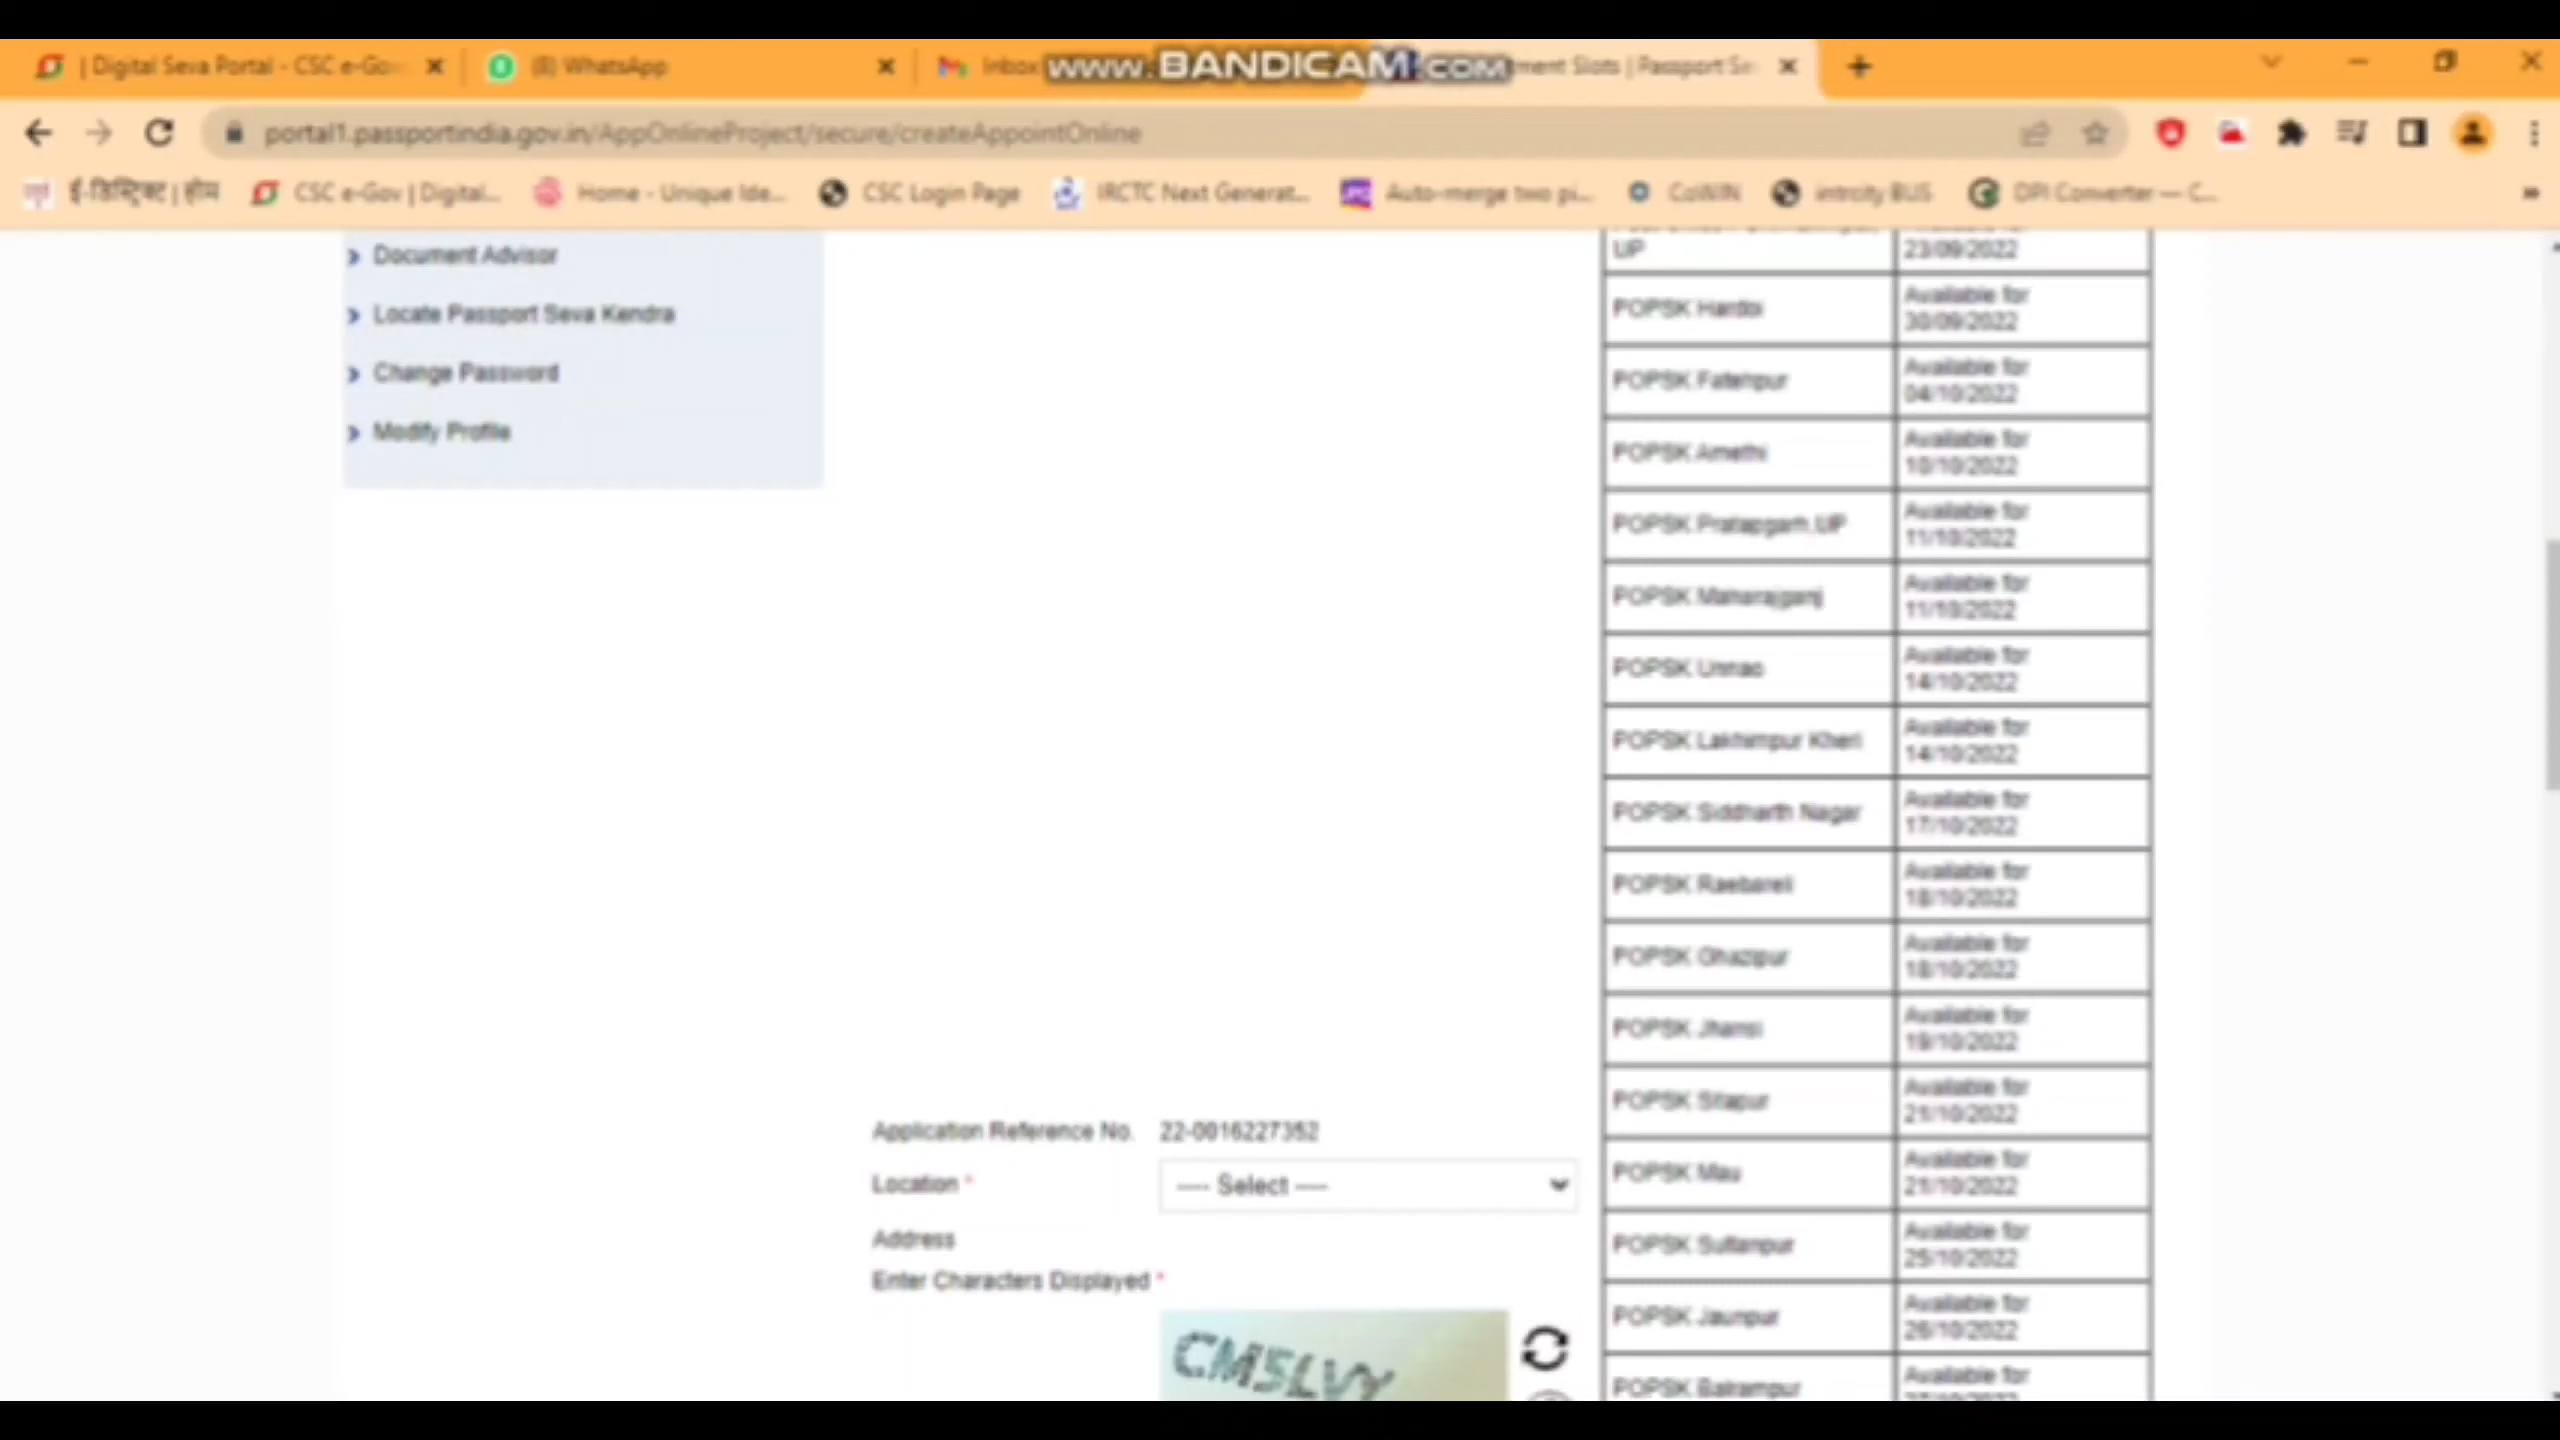 | Digital Seva Portal - CSC e-Gov
(8) WhatsApp
Inbox
www.BANDICAM.com
ment Slots | Passport Se
portal1.passportindia.gov.in/AppOnlineProject/secure/createAppointOnline
ई-डिस्ट्रिक्ट | होम
CSC e-Gov | Digital...
Home - Unique Ide...
CSC Login Page
IRCTC Next Generat...
Auto-merge two pi...
CoWIN
intrcity BUS
DPI Converter — C...
Document Advisor
Locate Passport Seva Kendra
Change Password
Modify Profile
UP
23/09/2022
POPSK Hardoi
Available for
30/09/2022
POPSK Fatehpur
Available for
04/10/2022
POPSK Amethi
Available for
10/10/2022
POPSK Pratapgarh,UP
Available for
11/10/2022
POPSK Maharajganj
Available for
11/10/2022
POPSK Unnao
Available for
14/10/2022
POPSK Lakhimpur Kheri
Available for
14/10/2022
POPSK Siddharth Nagar
Available for
17/10/2022
POPSK Raebareli
Available for
18/10/2022
POPSK Ghazipur
Available for
18/10/2022
POPSK Jhansi
Available for
19/10/2022
POPSK Sitapur
Available for
21/10/2022
POPSK Mau
Available for
21/10/2022
POPSK Sultanpur
Available for
25/10/2022
POPSK Jaunpur
Available for
26/10/2022
POPSK Balrampur
Available for
Application Reference No. 22-0016227352
Location * ---- Select ----
Address
Enter Characters Displayed *
CM5LVY